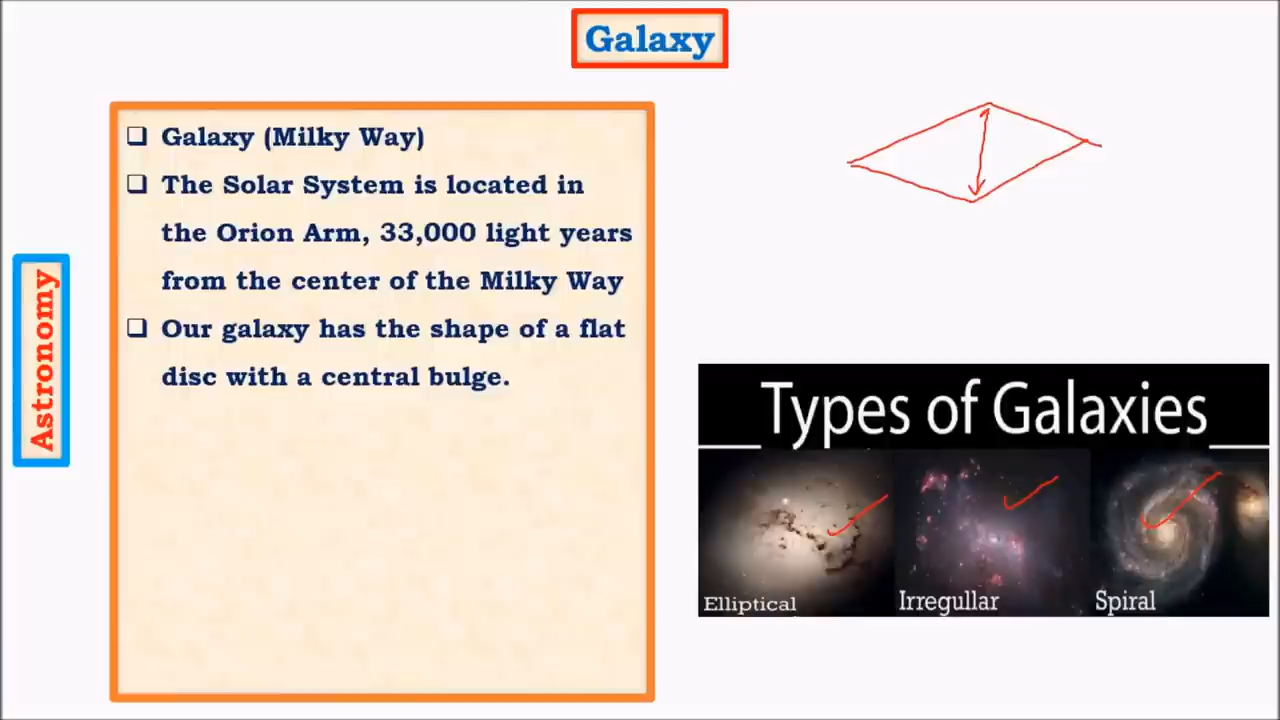 Galaxy
Astronomy
Galaxy (Milky Way)
The Solar System is located in
the Orion Arm, 33,000 light years
from the center of the Milky Way
Our galaxy has the shape of a flat
disc with a central bulge.
Types of Galaxies
Elliptical
Irregullar
Spiral